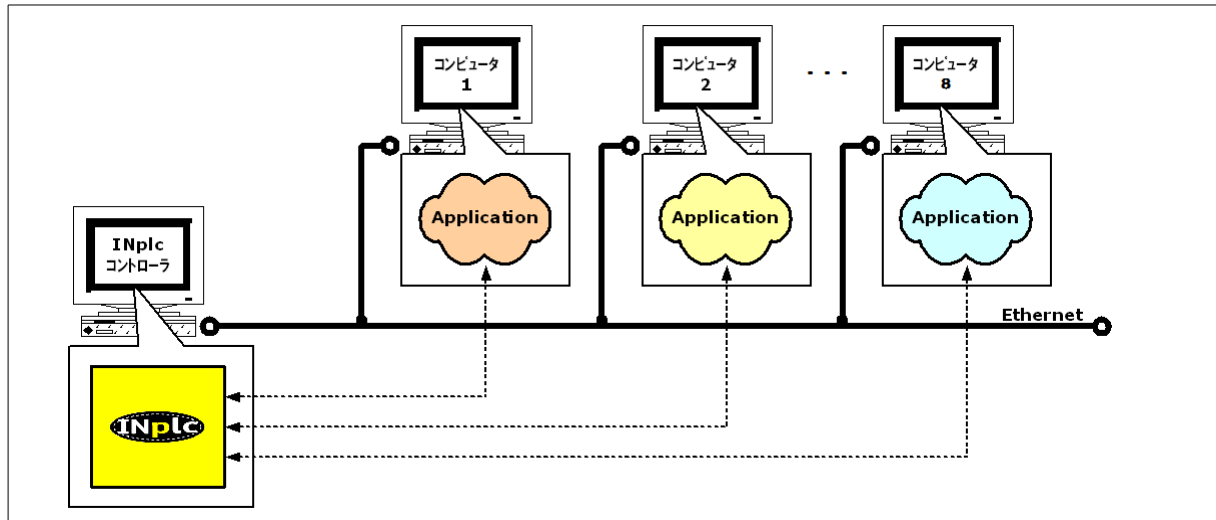 コンピュータ
1
コンピュータ
2
- - -
コンピュータ
8
Application
Application
Application
INplc
コントローラ
Ethernet
INplc